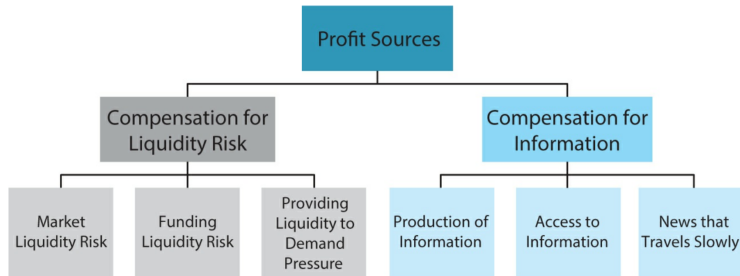 Profit Sources
Compensation for
Liquidity Risk
Compensation for
Information
Market
Liquidity Risk
Funding
Liquidity Risk
Providing
Liquidity to
Demand
Pressure
Production of
Information
Access to
Information
News that
Travels Slowly